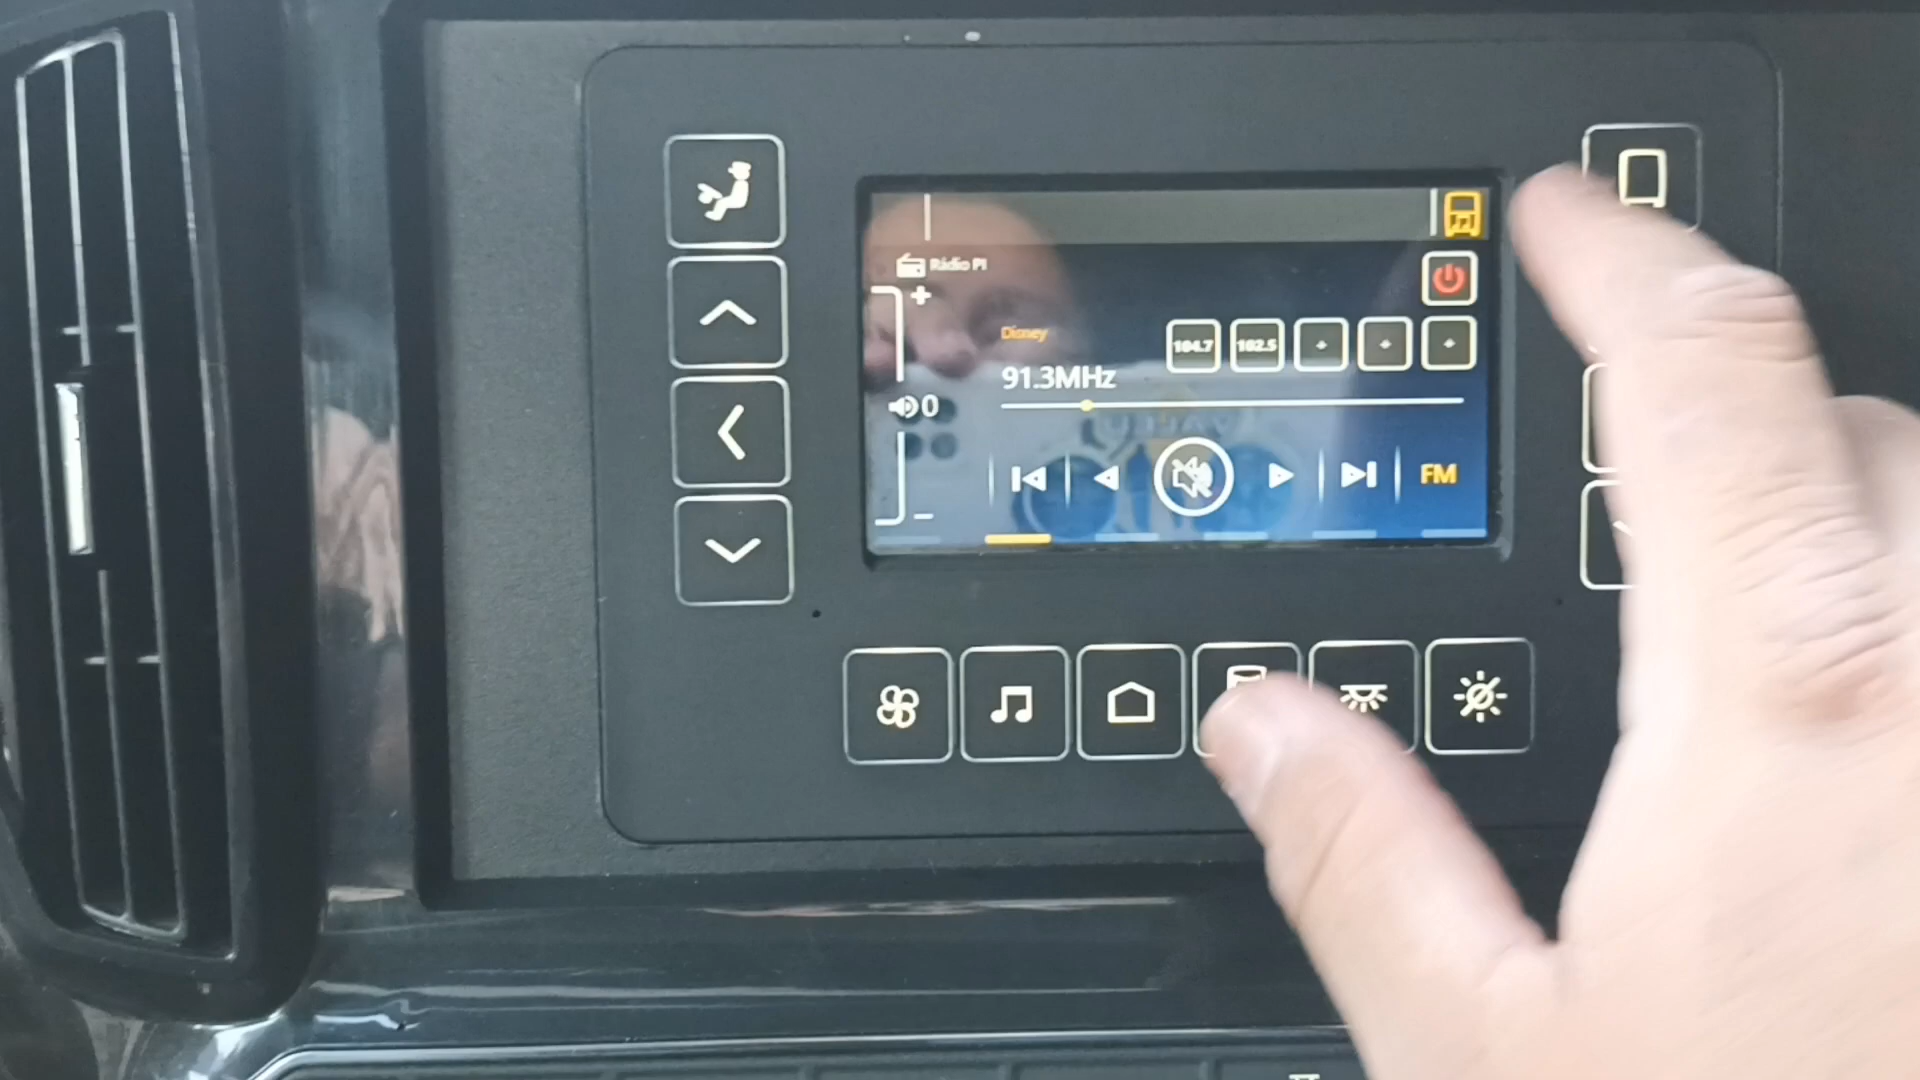 Rádio PI
+
Disney
104.7 102.5 + + +
91.3MHz
0
FM
−